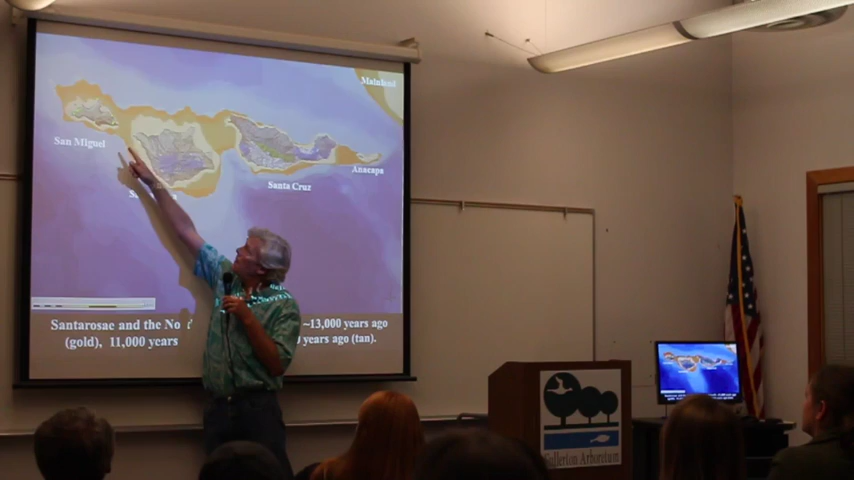 Mainland
San Miguel
Anacapa
Santa Cruz
Santarosae and the No ~13,000 years ago
(gold), 11,000 years years ago (tan).
Fullerton Arboretum